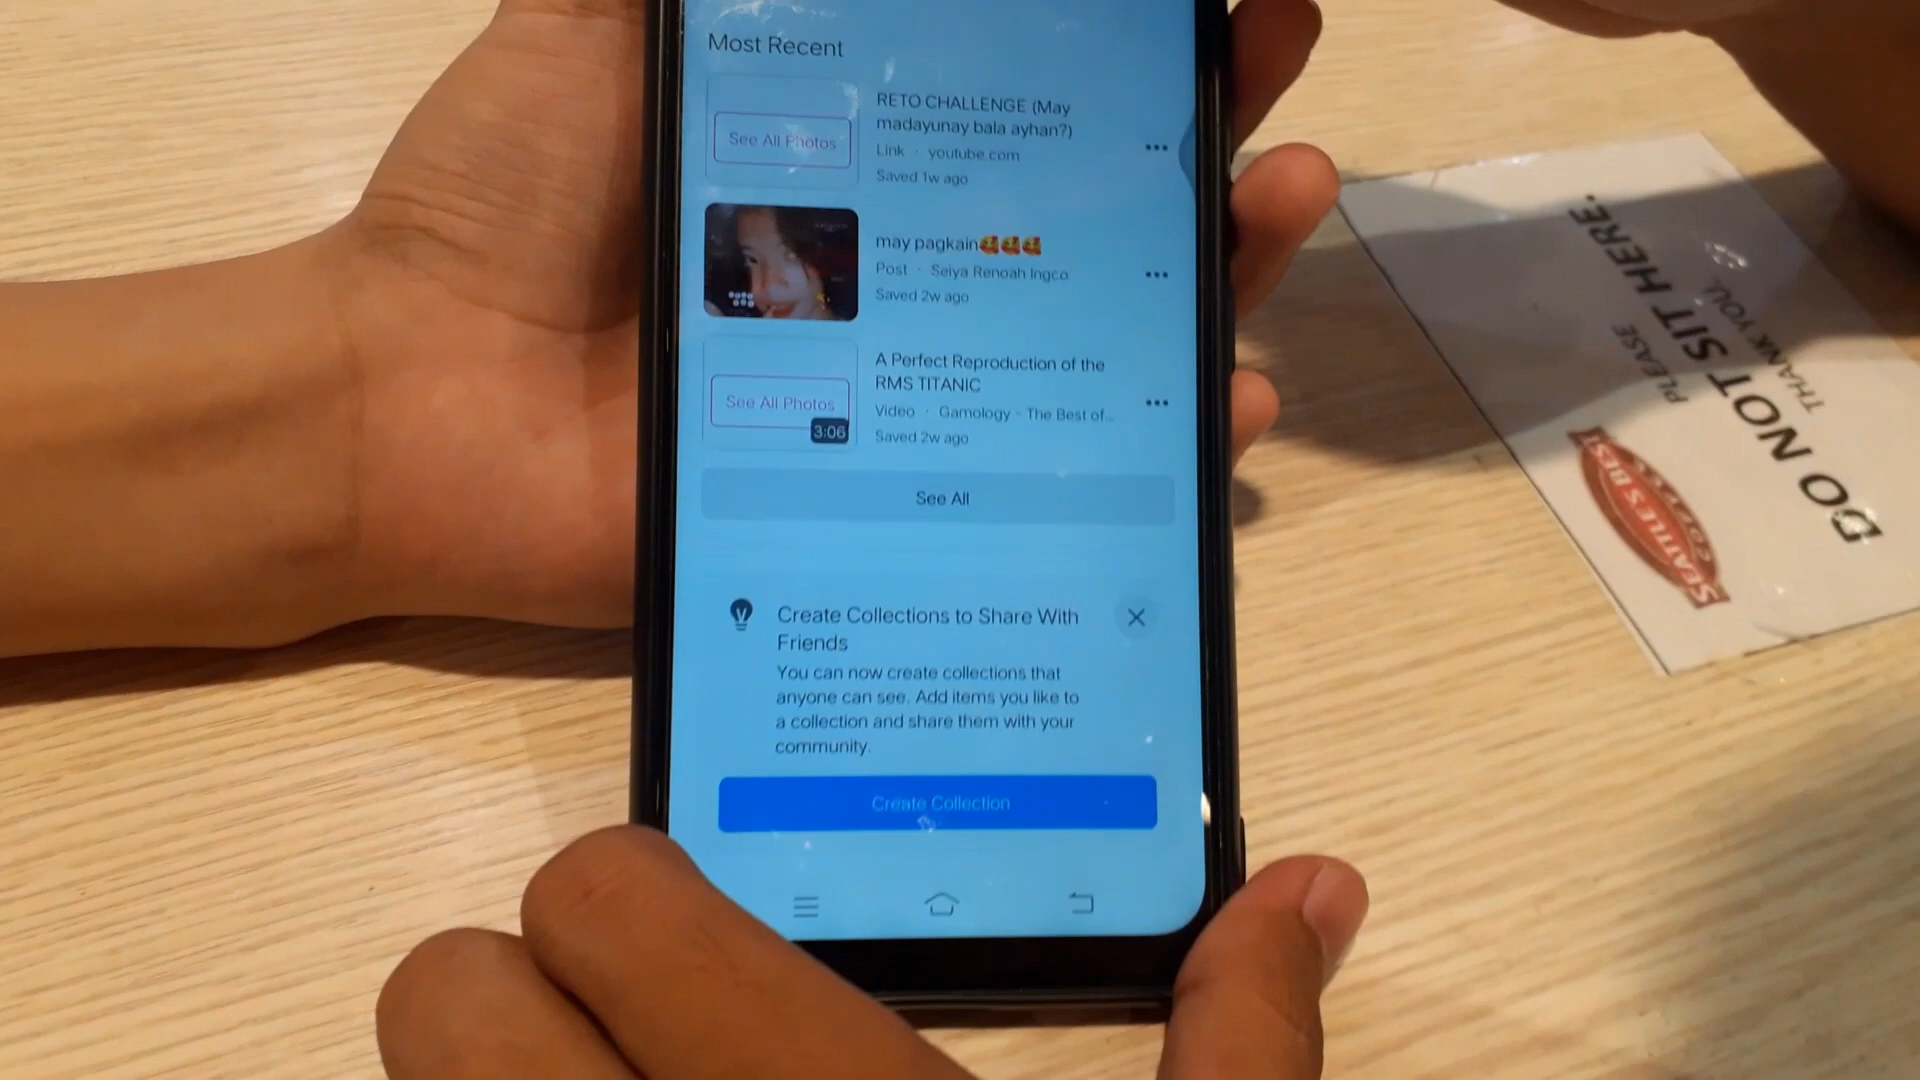 Most Recent
See All Photos
RETO CHALLENGE (May
madayunay bala ayhan?)
Link · youtube.com
Saved 1w ago
may pagkain🥰🥰🥰
Post · Seiya Renoah Ingco
Saved 2w ago
See All Photos
3:06
A Perfect Reproduction of the
RMS TITANIC
Video · Gamology - The Best of...
Saved 2w ago
See All
Create Collections to Share With
Friends
You can now create collections that
anyone can see. Add items you like to
a collection and share them with your
community.
Create Collection
PLEASE
DO NOT SIT HERE.
THANK YOU.
SEATTLE'S BEST
COFFEE